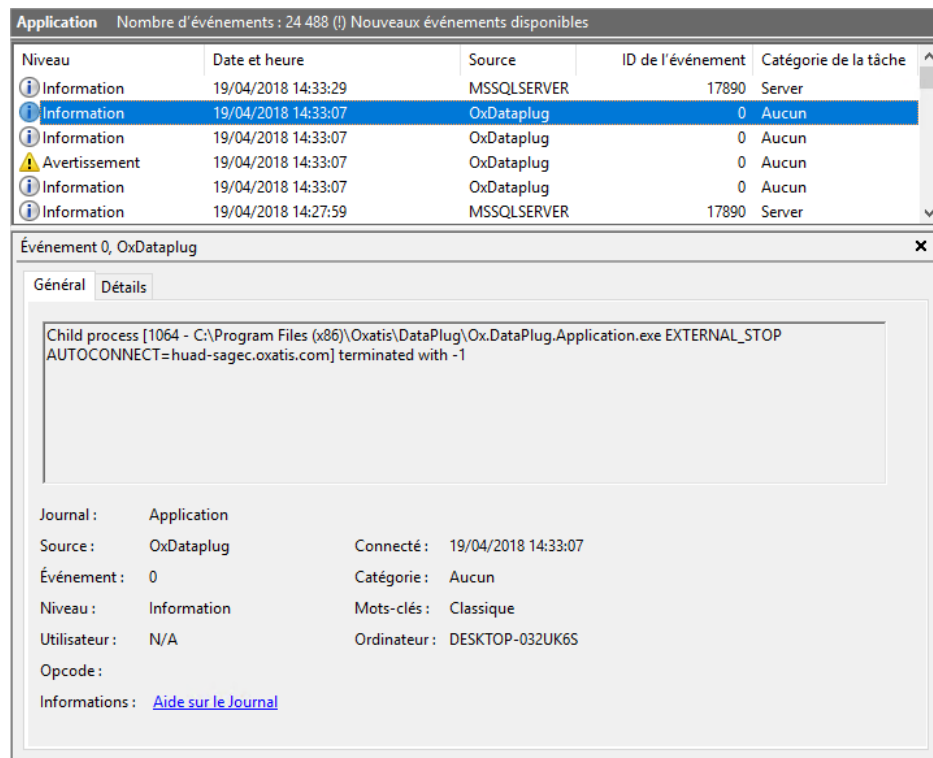 Application Nombre d'événements : 24 488 (!) Nouveaux événements disponibles
Niveau Date et heure Source ID de l'événement Catégorie de la tâche
Information 19/04/2018 14:33:29 MSSQLSERVER 17890 Server
Information 19/04/2018 14:33:07 OxDataplug 0 Aucun
Information 19/04/2018 14:33:07 OxDataplug 0 Aucun
Avertissement 19/04/2018 14:33:07 OxDataplug 0 Aucun
Information 19/04/2018 14:33:07 OxDataplug 0 Aucun
Information 19/04/2018 14:27:59 MSSQLSERVER 17890 Server
Événement 0, OxDataplug
Général Détails
Child process [1064 - C:\Program Files (x86)\Oxatis\DataPlug\Ox.DataPlug.Application.exe EXTERNAL_STOP
AUTOCONNECT=huad-sagec.oxatis.com] terminated with -1
Journal : Application
Source : OxDataplug Connecté : 19/04/2018 14:33:07
Événement : 0 Catégorie : Aucun
Niveau : Information Mots-clés : Classique
Utilisateur : N/A Ordinateur : DESKTOP-032UK6S
Opcode :
Informations : Aide sur le Journal